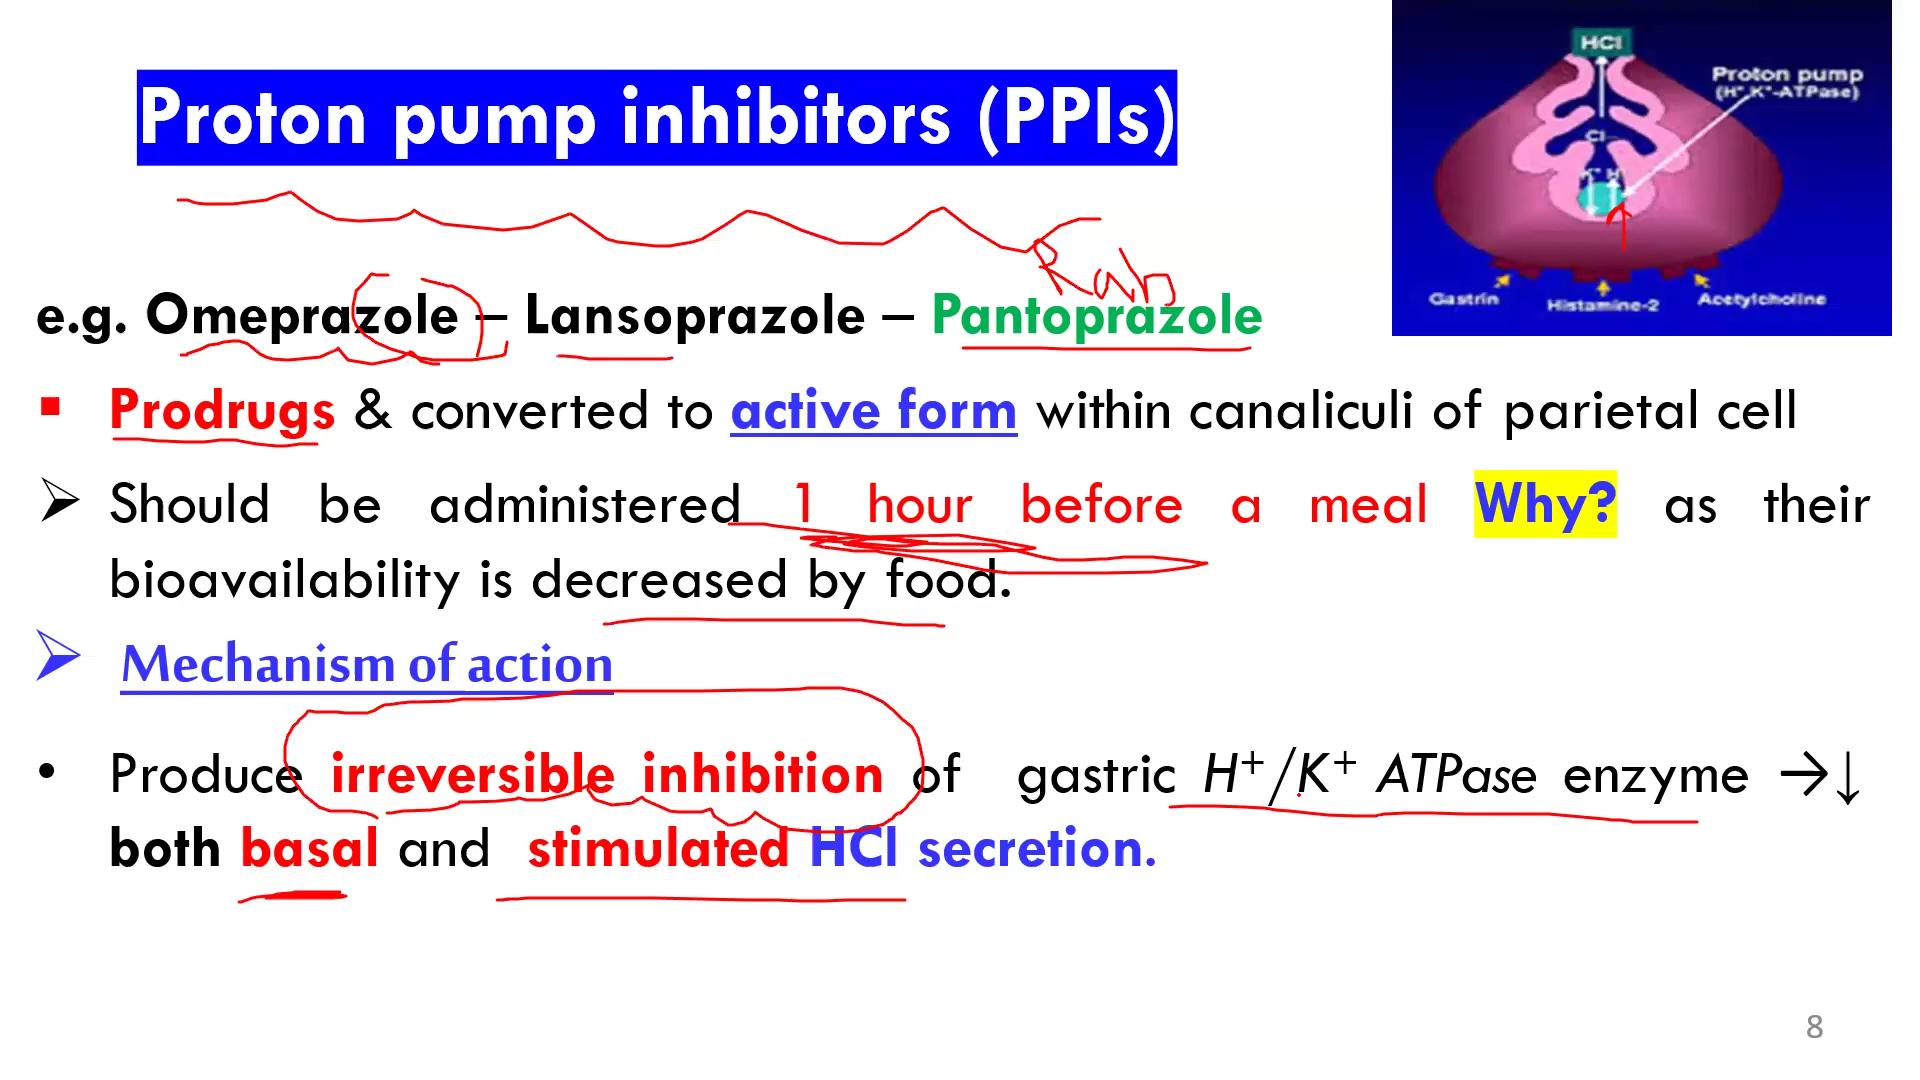 Proton pump inhibitors (PPIs)
HCl
Proton pump
(H⁺ K⁺-ATPase)
Cl
Gastrin
Histamine-2
Acetylcholine
Rab
e.g. Omeprazole – Lansoprazole – Pantoprazole
▪ Prodrugs & converted to active form within canaliculi of parietal cell
➢ Should be administered 1 hour before a meal Why? as their
bioavailability is decreased by food.
➢ Mechanism of action
• Produce irreversible inhibition of gastric H⁺/K⁺ ATPase enzyme →↓
both basal and stimulated HCl secretion.
8